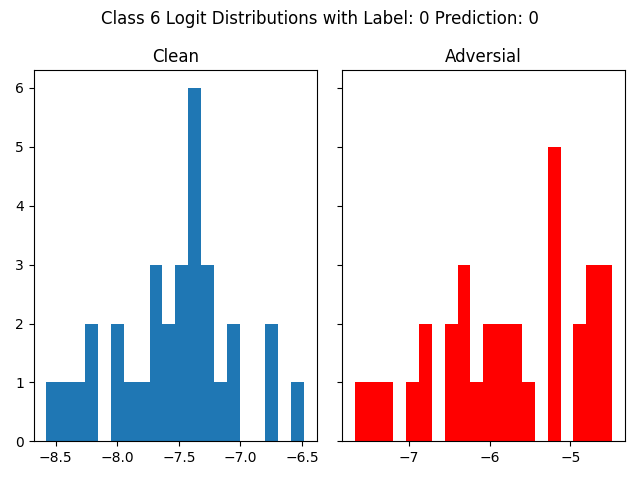 Class 6 Logit Distributions with Label: 0 Prediction: 0
Clean
Adversial
6
5
4
3
2
1
0
−8.5 −8.0 −7.5 −7.0 −6.5
−7 −6 −5